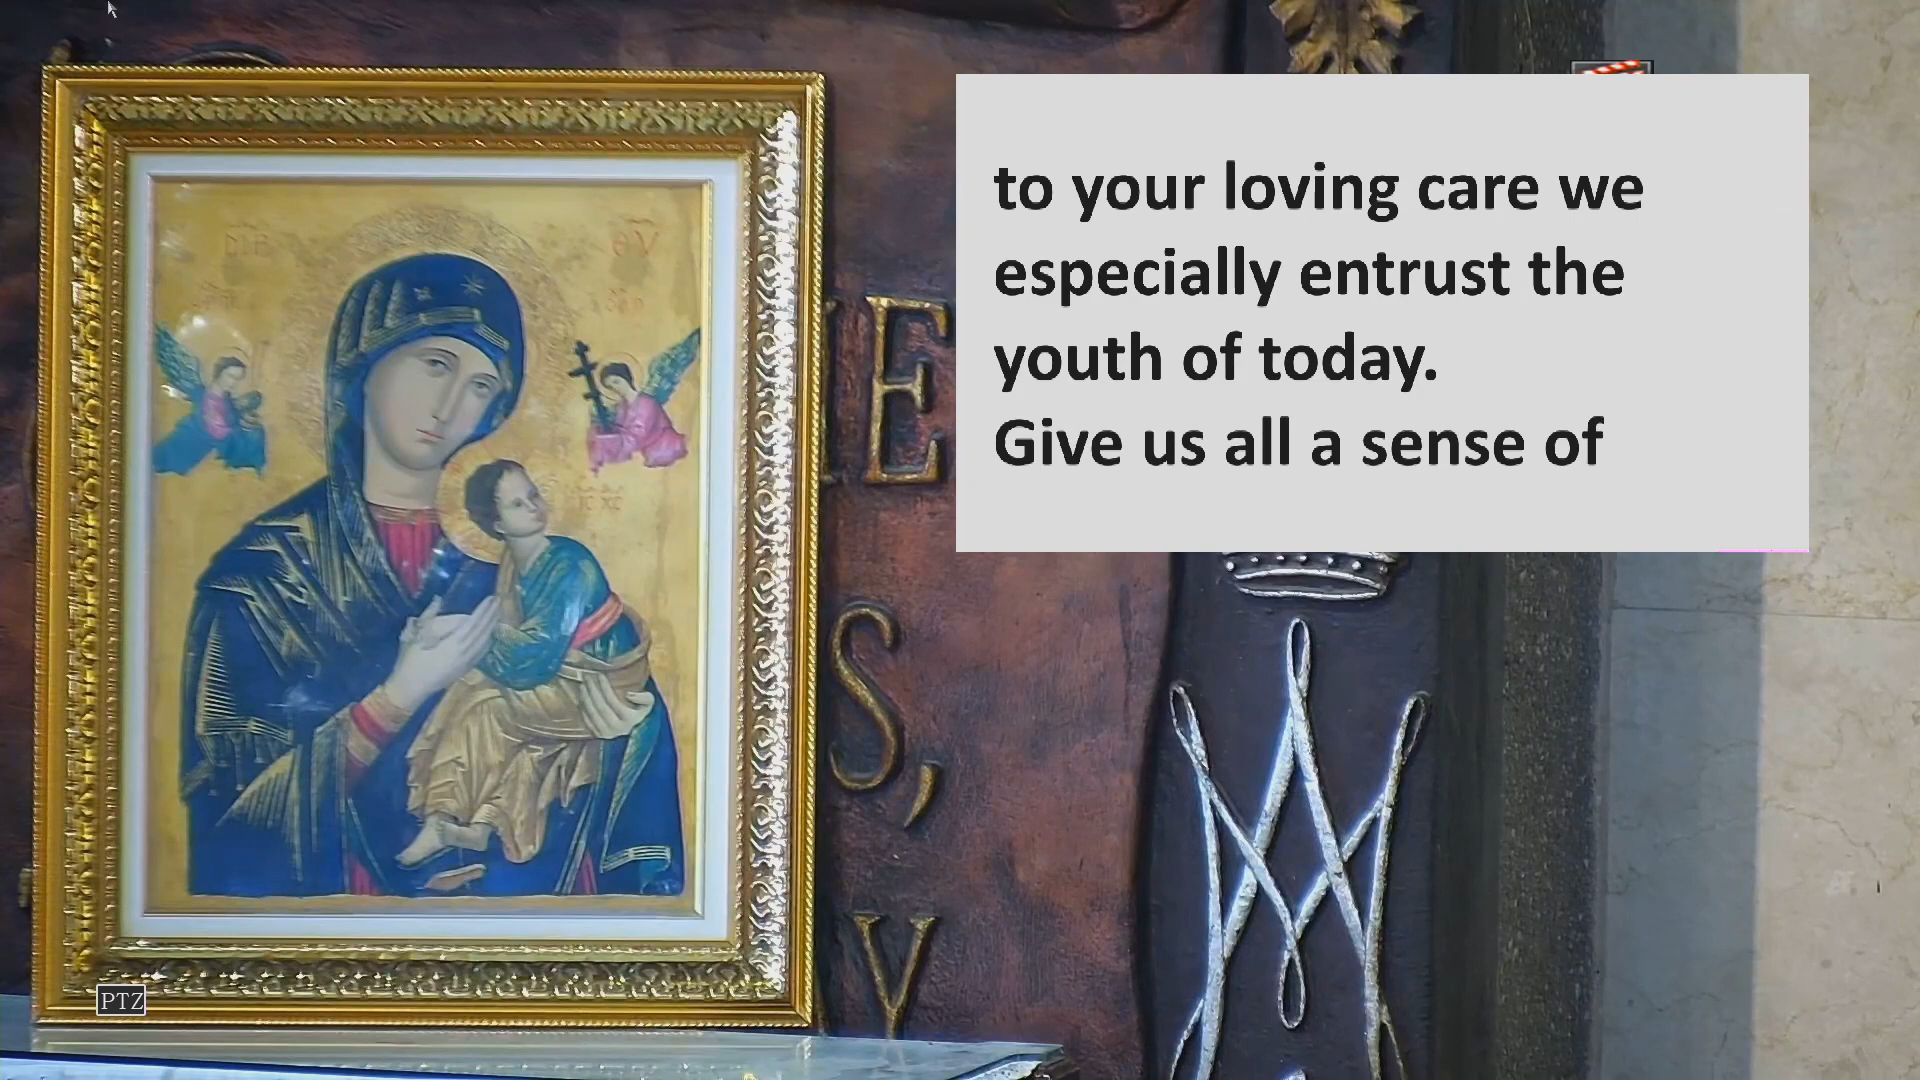 to your loving care we
especially entrust the
youth of today.
Give us all a sense of
E
S,
Y
PTZ